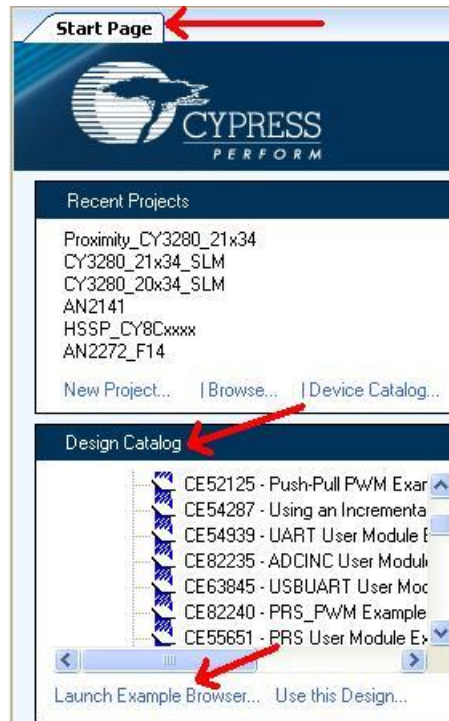 Start Page
CYPRESS
PERFORM
Recent Projects
Proximity_CY3280_21x34
CY3280_21x34_SLM
CY3280_20x34_SLM
AN2141
HSSP_CY8Cxxxx
AN2272_F14
New Project... | Browse... | Device Catalog...
Design Catalog
CE52125 - Push-Pull PWM Exar
CE54287 - Using an Incrementa
CE54939 - UART User Module E
CE82235 - ADCINC User Modul
CE63845 - USBUART User Moc
CE82240 - PRS_PWM Example
CE55651 - PRS User Module Ex
Launch Example Browser... Use this Design...